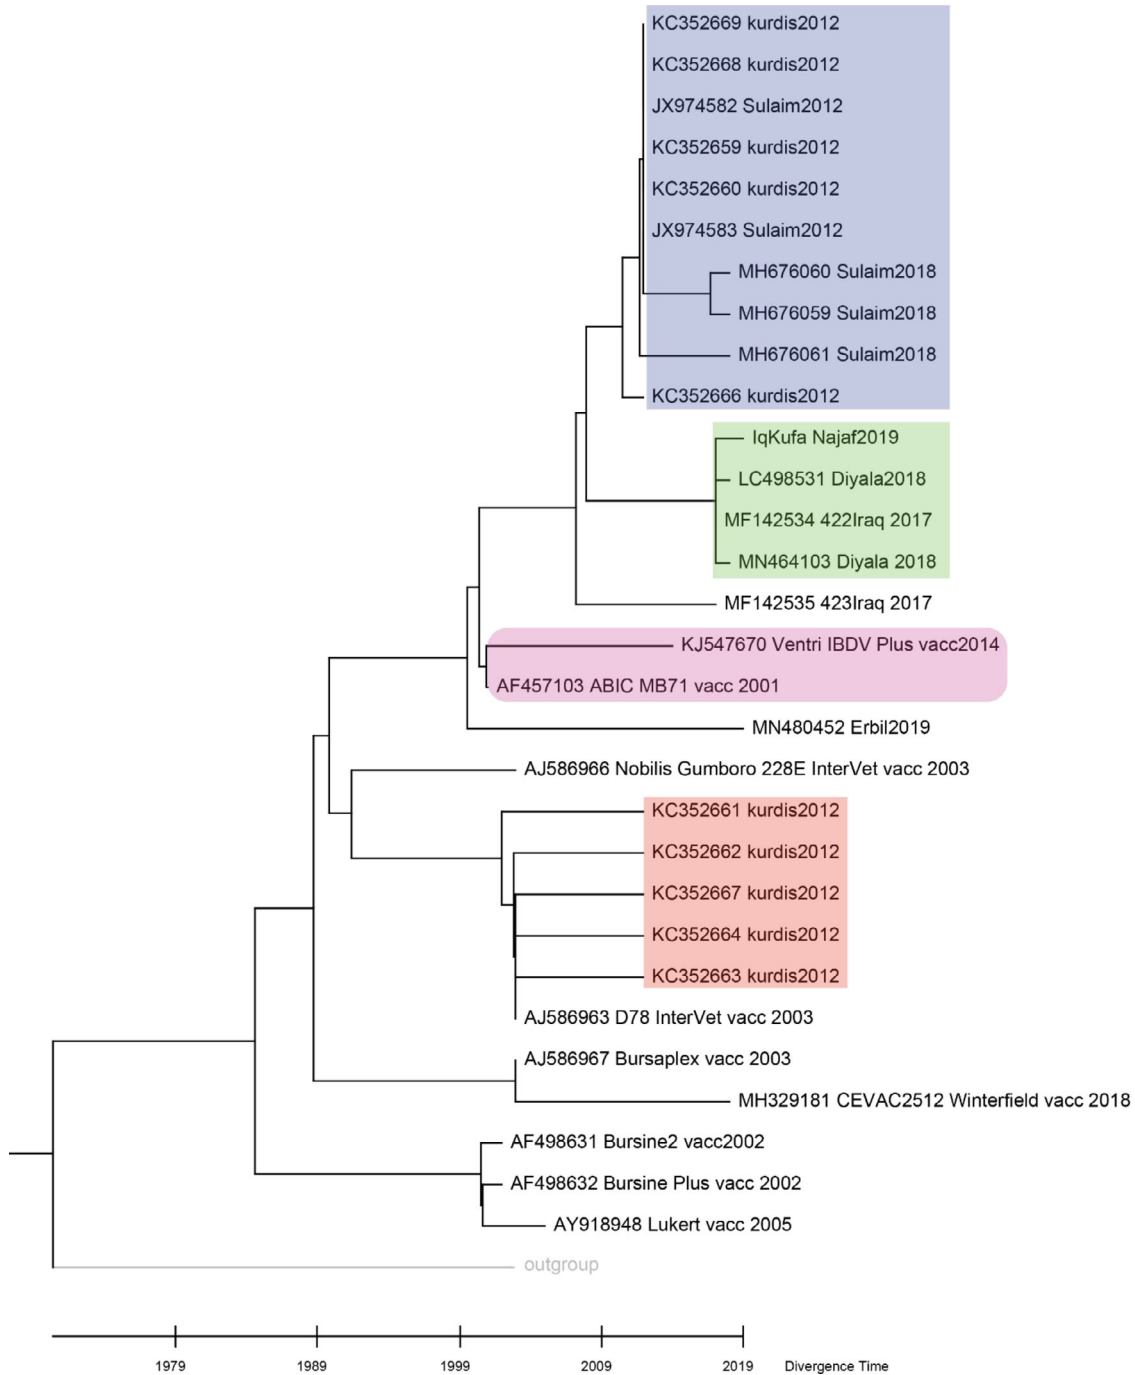 KC352669 kurdis2012
KC352668 kurdis2012
JX974582 Sulaim2012
KC352659 kurdis2012
KC352660 kurdis2012
JX974583 Sulaim2012
MH676060 Sulaim2018
MH676059 Sulaim2018
MH676061 Sulaim2018
KC352666 kurdis2012
IqKufa Najaf2019
LC498531 Diyala2018
MF142534 422Iraq 2017
MN464103 Diyala 2018
MF142535 423Iraq 2017
KJ547670 Ventri IBDV Plus vacc2014
AF457103 ABIC MB71 vacc 2001
MN480452 Erbil2019
AJ586966 Nobilis Gumboro 228E InterVet vacc 2003
KC352661 kurdis2012
KC352662 kurdis2012
KC352667 kurdis2012
KC352664 kurdis2012
KC352663 kurdis2012
AJ586963 D78 InterVet vacc 2003
AJ586967 Bursaplex vacc 2003
MH329181 CEVAC2512 Winterfield vacc 2018
AF498631 Bursine2 vacc2002
AF498632 Bursine Plus vacc 2002
AY918948 Lukert vacc 2005
outgroup
1979 1989 1999 2009 2019 Divergence Time